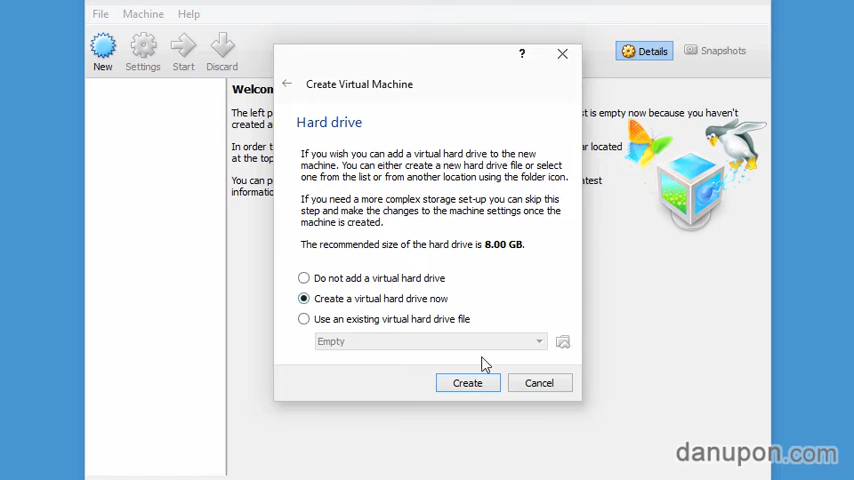 File Machine Help
New Settings Start Discard
Details Snapshots
Welcom
The left p
st is empty now because you haven't
created a
In order t
ar located
at the top
You can p
atest
informatio
?
Create Virtual Machine
Hard drive
If you wish you can add a virtual hard drive to the new
machine. You can either create a new hard drive file or select
one from the list or from another location using the folder icon.
If you need a more complex storage set-up you can skip this
step and make the changes to the machine settings once the
machine is created.
The recommended size of the hard drive is 8.00 GB.
Do not add a virtual hard drive
Create a virtual hard drive now
Use an existing virtual hard drive file
Empty
Create Cancel
danupon.com